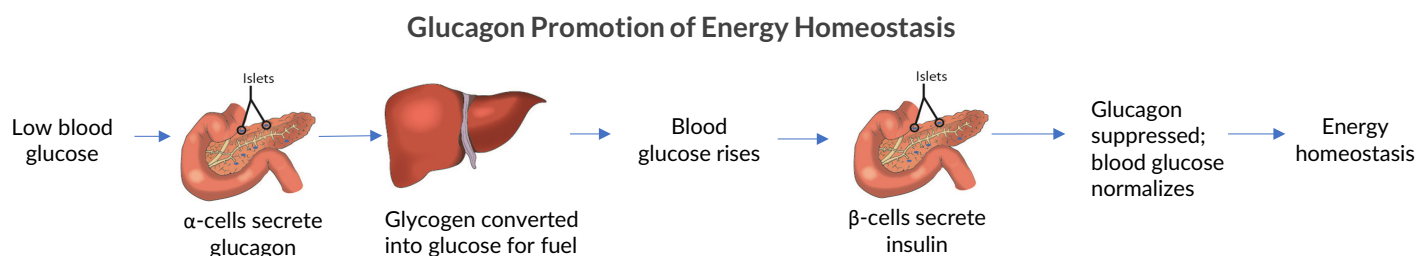 Glucagon Promotion of Energy Homeostasis
Low blood
glucose
Islets
α-cells secrete
glucagon
Glycogen converted
into glucose for fuel
Blood
glucose rises
Islets
β-cells secrete
insulin
Glucagon
suppressed;
blood glucose
normalizes
Energy
homeostasis